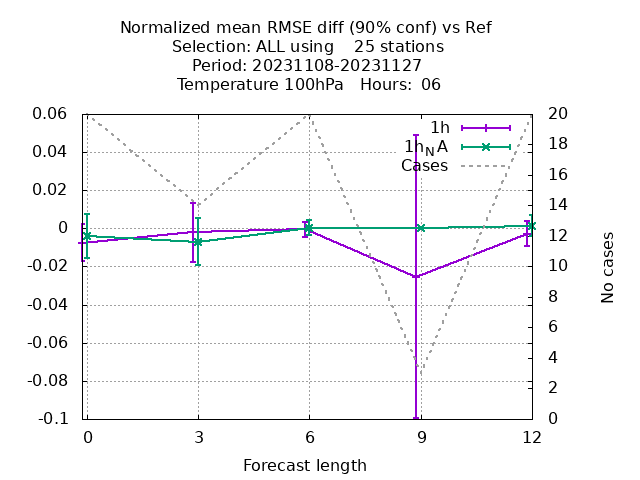 Normalized mean RMSE diff (90% conf) vs Ref
Selection: ALL using    25 stations
Period: 20231108-20231127
Temperature 100hPa   Hours:  06
0.06
0.04
0.02
0
-0.02
-0.04
-0.06
-0.08
-0.1
20
18
16
14
12
10
8
6
4
2
0
1h
1h_NA
Cases
No cases
0 3 6 9 12
Forecast length